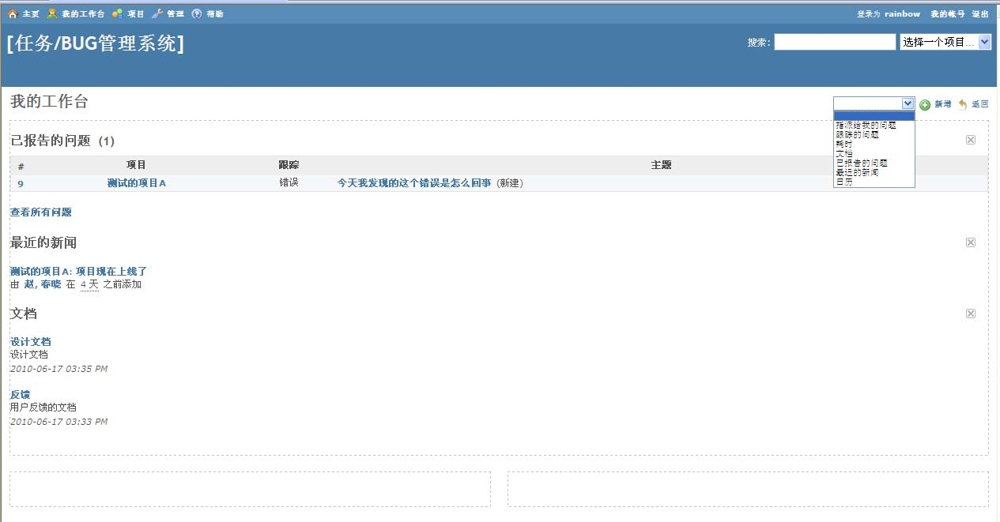 主页 我的工作台 项目 管理 帮助 登录为 rainbow 我的帐号 退出
[任务/BUG管理系统] 搜索: 选择一个项目...
我的工作台 新增 返回
指派给我的问题
跟踪的问题
耗时
文档
已报告的问题
最近的新闻
日历
已报告的问题 (1)
# 项目 跟踪 主题
9 测试的项目A 错误 今天我发现的这个错误是怎么回事 (新建)
查看所有问题
最近的新闻
测试的项目A: 项目现在上线了
由 赵, 春晓 在 4 天 之前添加
文档
设计文档
设计文档
2010-06-17 03:35 PM
反馈
用户反馈的文档
2010-06-17 03:33 PM